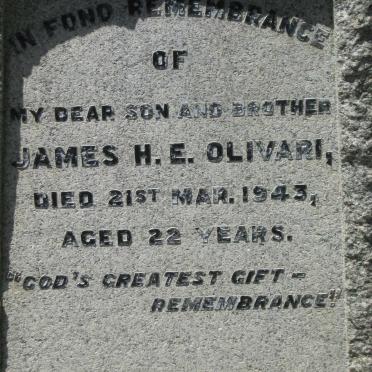 IN FOND REMEMBRANCE
OF
MY DEAR SON AND BROTHER
JAMES H. E. OLIVARI,
DIED 21ST MAR. 1943,
AGED 22 YEARS.
"GOD'S GREATEST GIFT –
REMEMBRANCE"